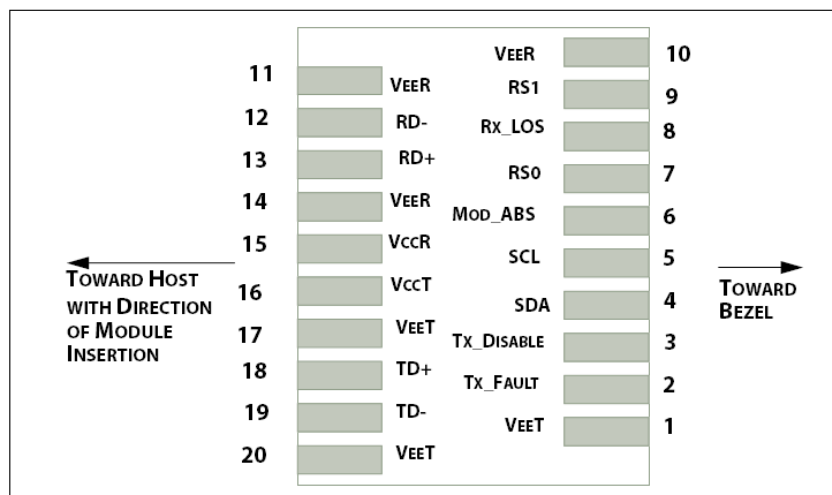 11 VEER
12 RD-
13 RD+
14 VEER
15 VCCR
16 VCCT
17 VEET
18 TD+
19 TD-
20 VEET
VEER 10
RS1 9
RX_LOS 8
RS0 7
MOD_ABS 6
SCL 5
SDA 4
TX_DISABLE 3
TX_FAULT 2
VEET 1
TOWARD HOST
WITH DIRECTION
OF MODULE
INSERTION
TOWARD
BEZEL